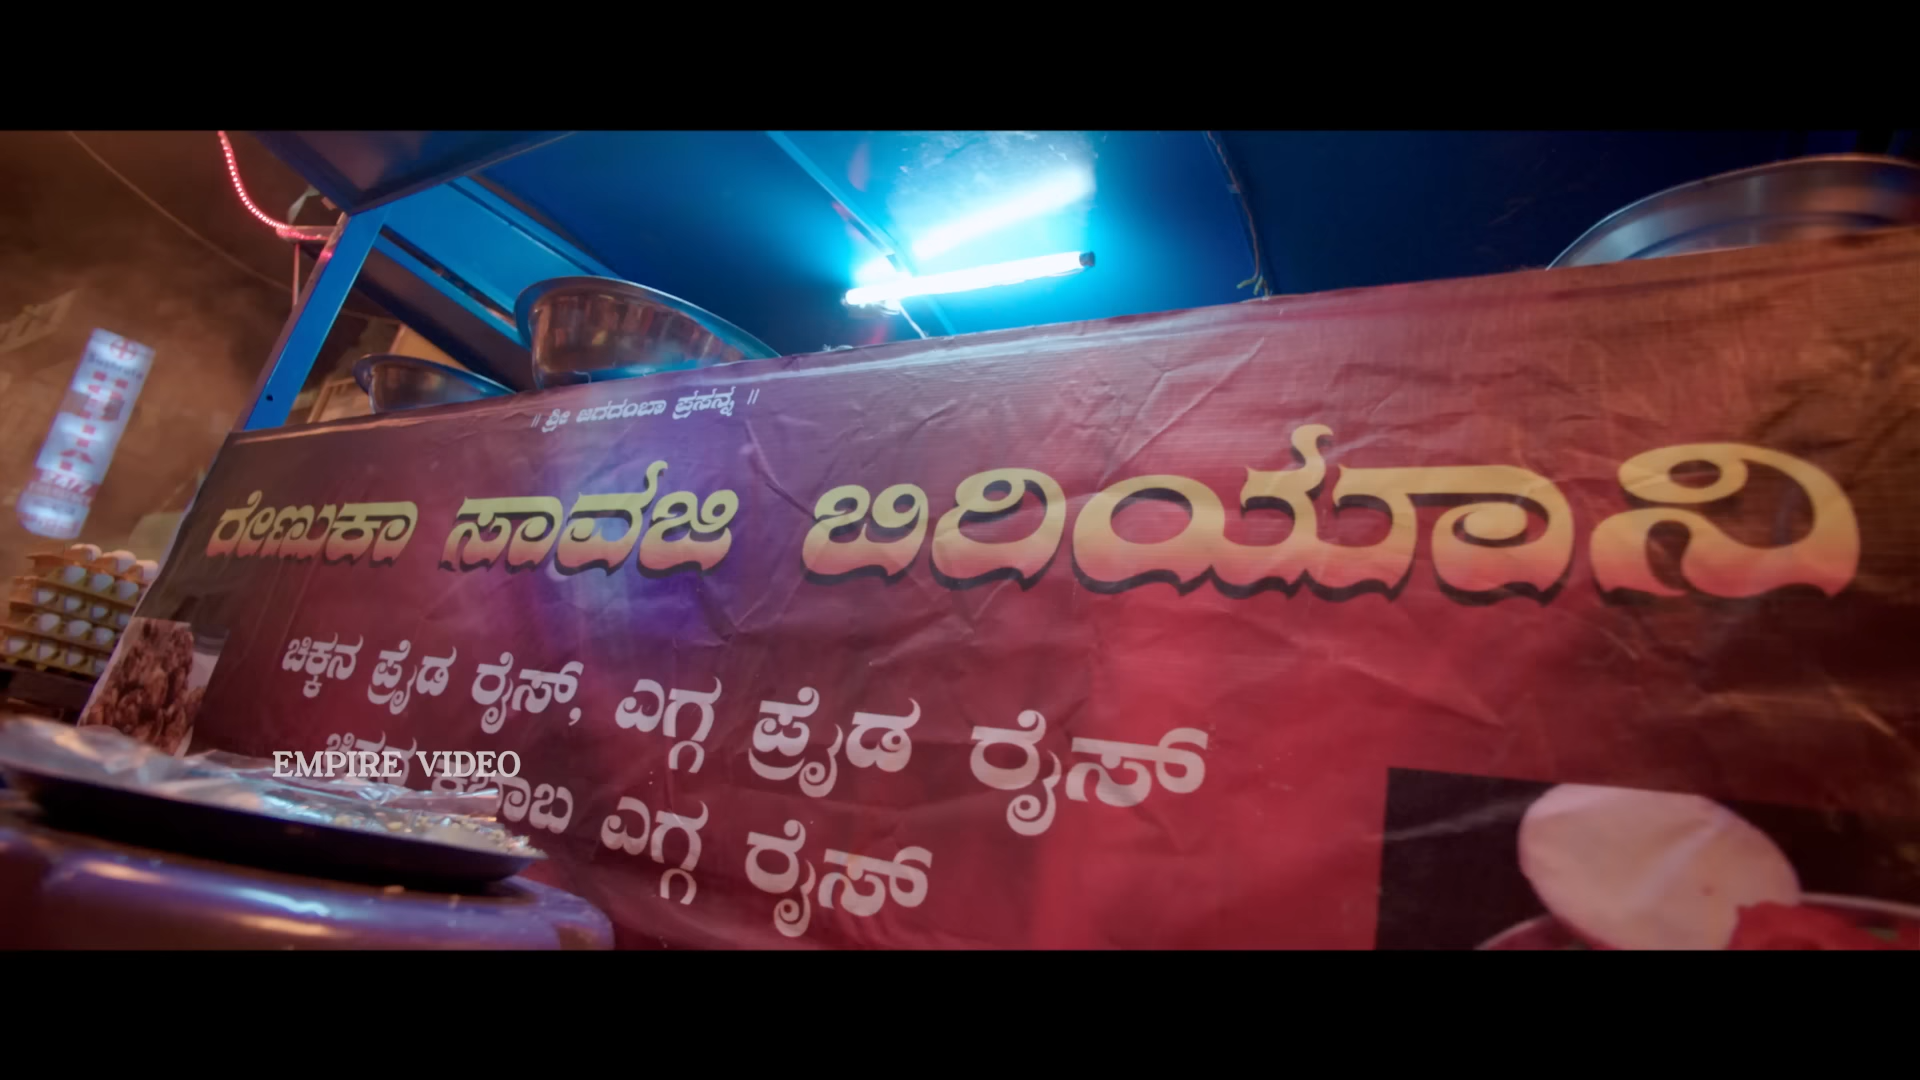 ॥ ಶ್ರೀ ಜಗದಂಬಾ ಪ್ರಸನ್ನ ॥
ರೇಣುಕಾ ಸಾವಜಿ ಬಿರಿಯಾನಿ
ಚಿಕ್ಕನ ಪ್ರೈಡ ರೈಸ್, ಎಗ್ಗ ಪ್ರೈಡ ರೈಸ್
ಎಗ್ಗ ರೈಸ್
EMPIRE VIDEO